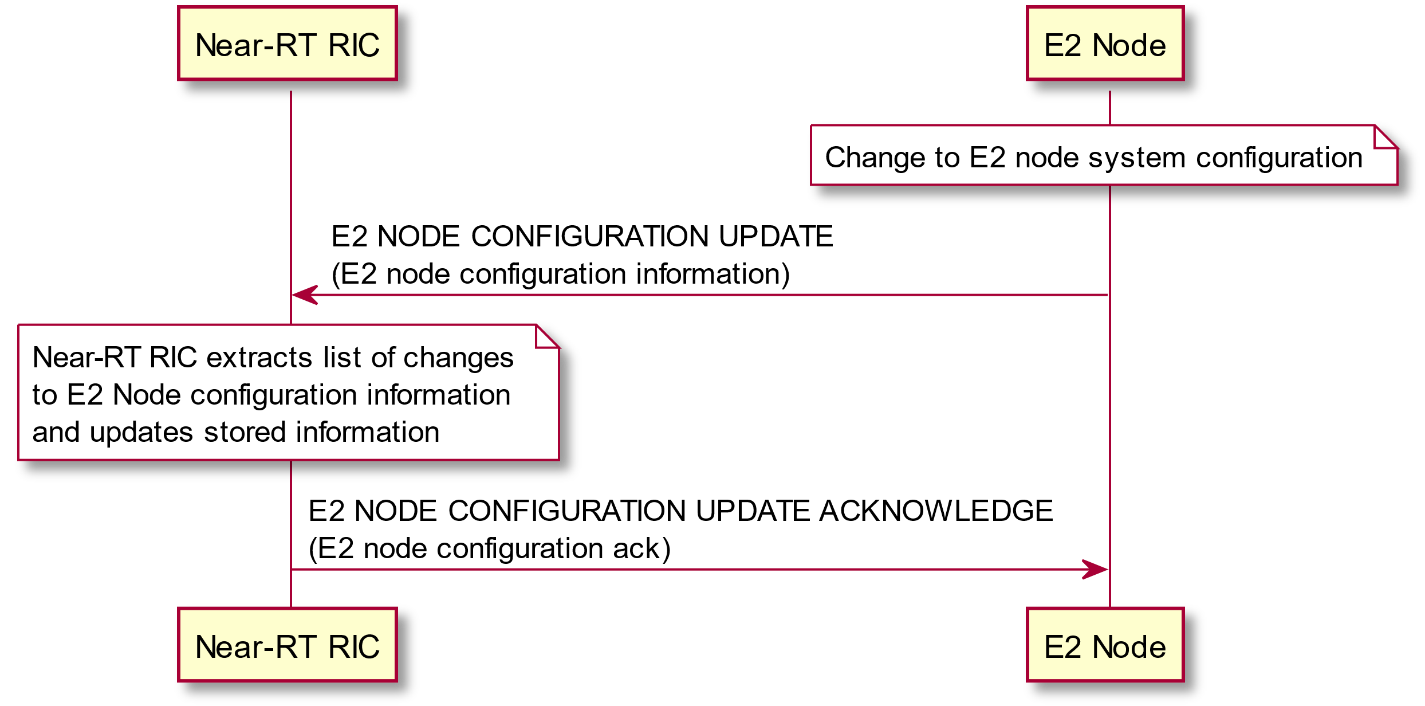 Near-RT RIC
E2 Node
Change to E2 node system configuration
E2 NODE CONFIGURATION UPDATE
(E2 node configuration information)
Near-RT RIC extracts list of changes
to E2 Node configuration information
and updates stored information
E2 NODE CONFIGURATION UPDATE ACKNOWLEDGE
(E2 node configuration ack)
Near-RT RIC
E2 Node